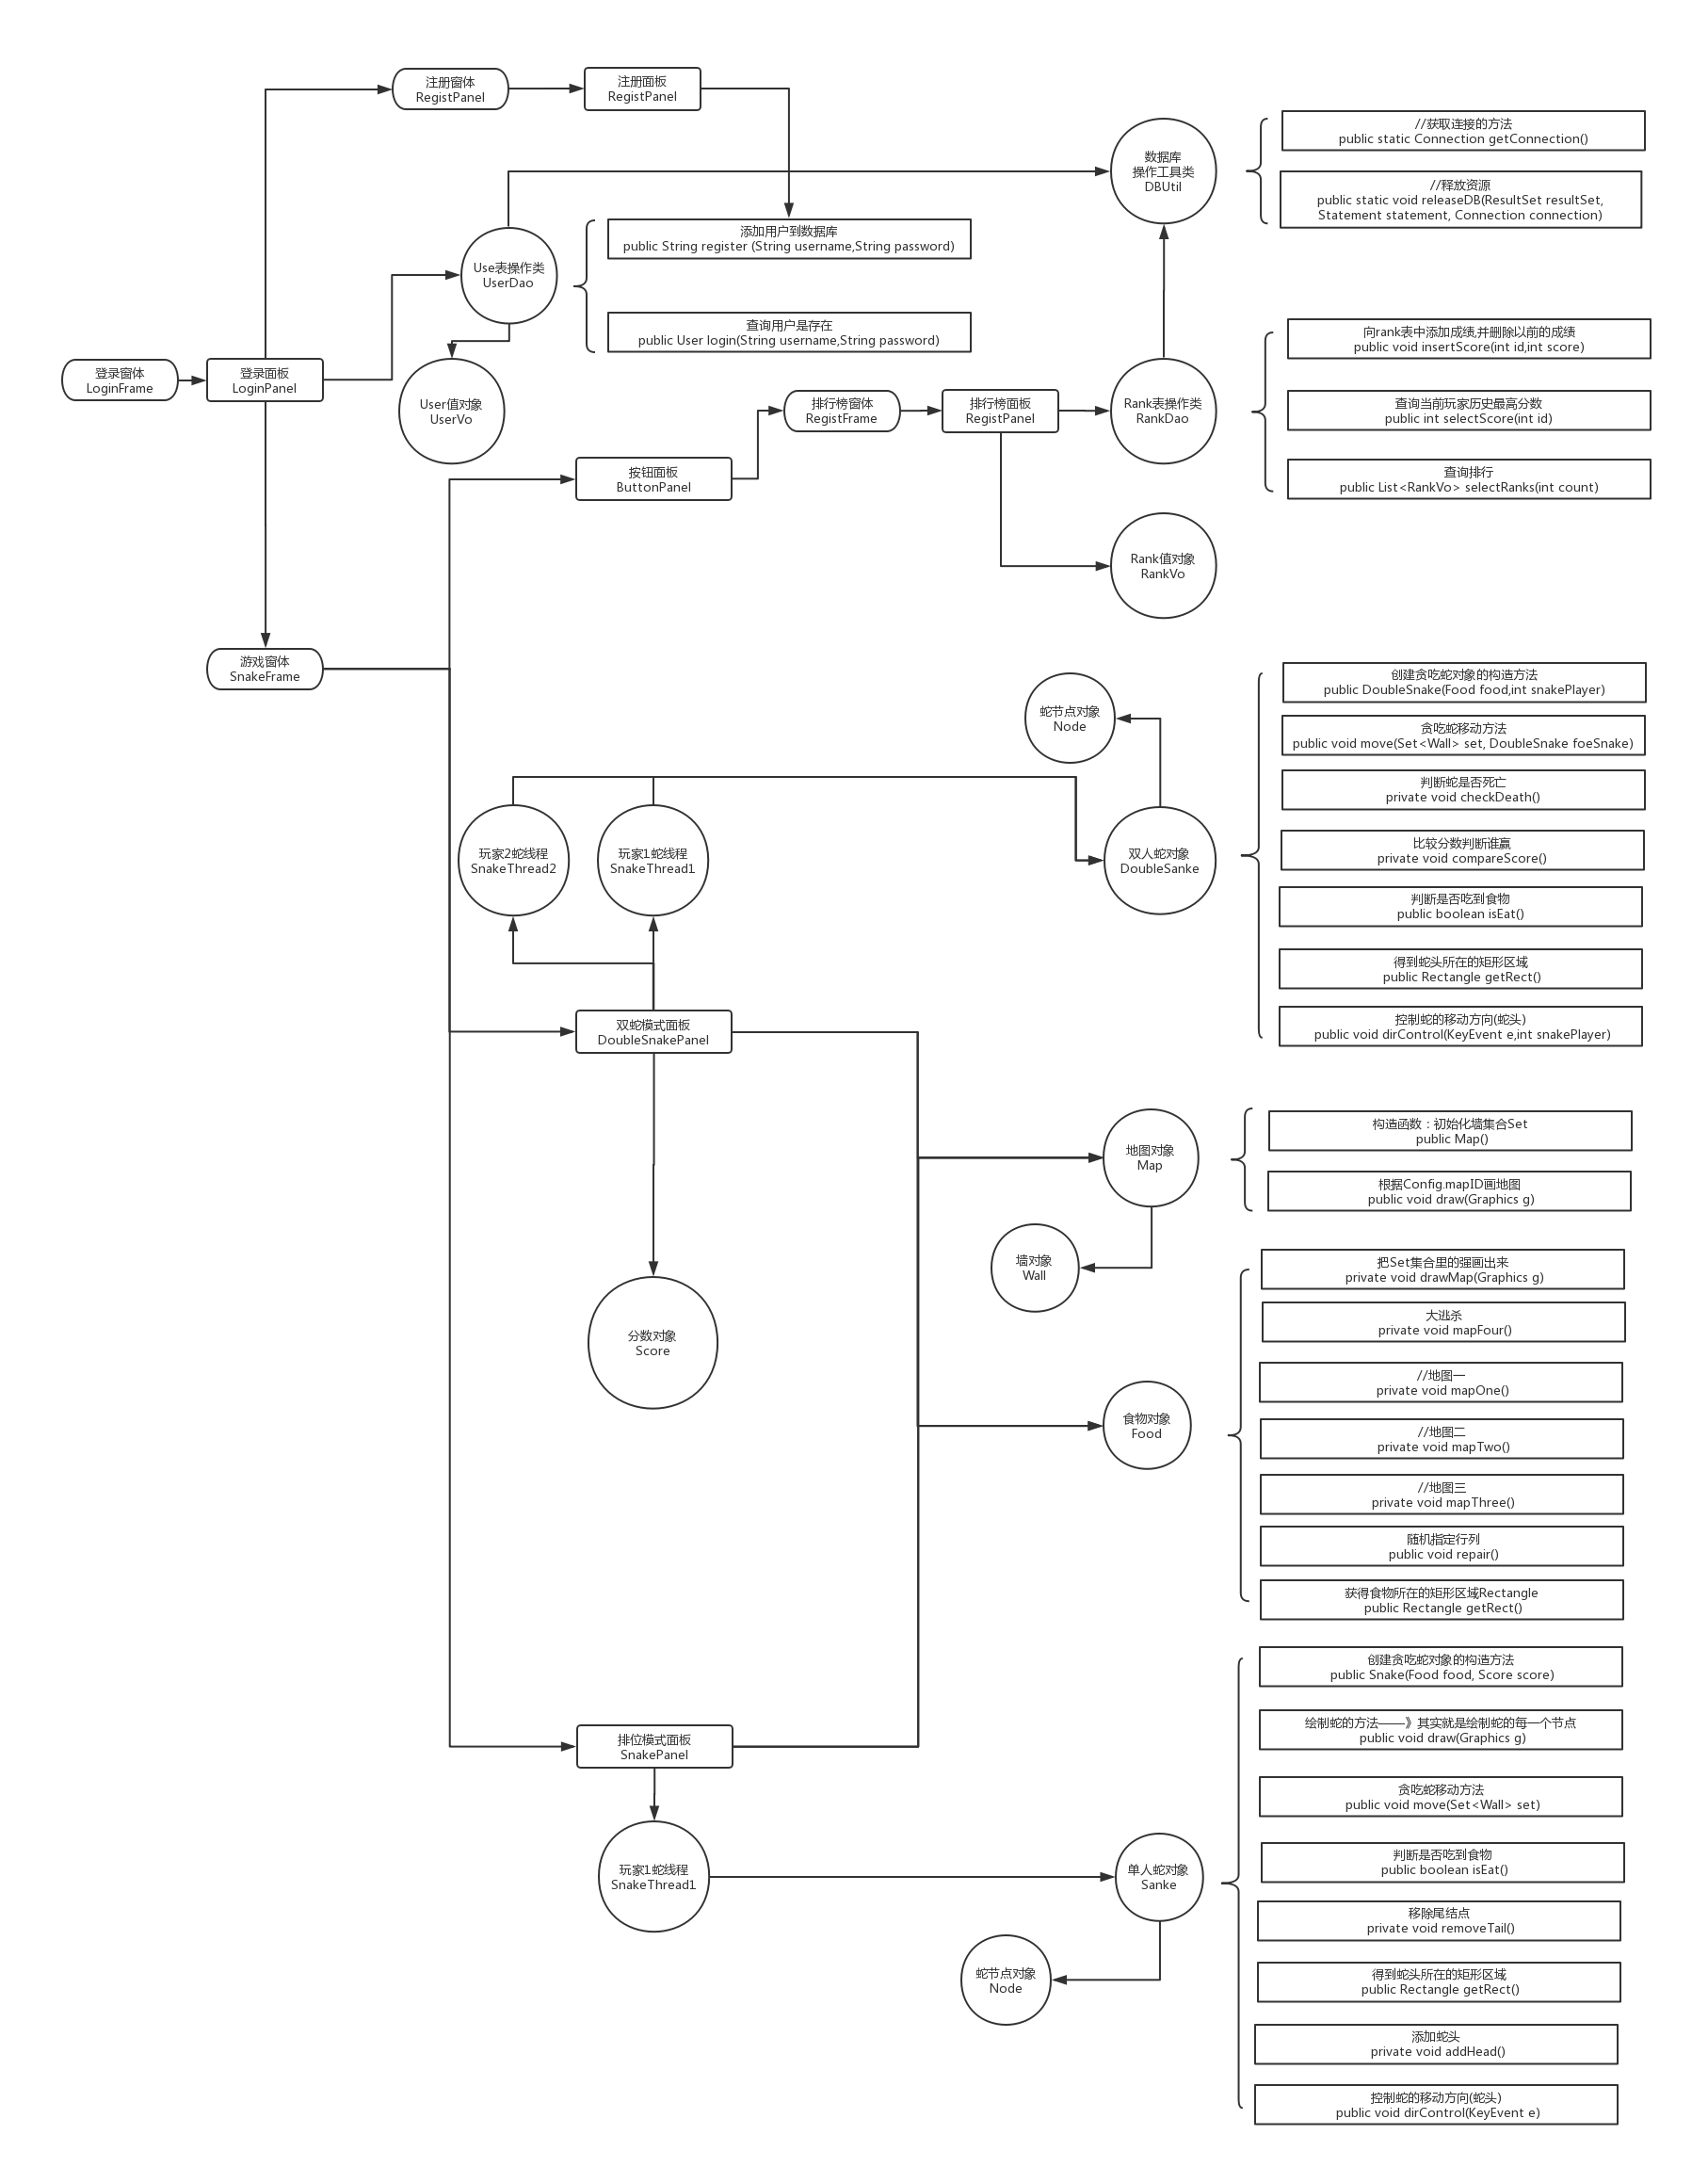 注册窗体
RegistPanel
注册面板
RegistPanel
数据库
操作工具类
DBUtil
//获取连接的方法
public static Connection getConnection()
//释放资源
public static void releaseDB(ResultSet resultSet,
Statement statement, Connection connection)
Use表操作类
UserDao
添加用户到数据库
public String register (String username,String password)
查询用户是存在
public User login(String username,String password)
登录窗体
LoginFrame
登录面板
LoginPanel
User值对象
UserVo
排行榜窗体
RegistFrame
排行榜面板
RegistPanel
Rank表操作类
RankDao
向rank表中添加成绩,并删除以前的成绩
public void insertScore(int id,int score)
查询当前玩家历史最高分数
public int selectScore(int id)
查询排行
public List<RankVo> selectRanks(int count)
按钮面板
ButtonPanel
Rank值对象
RankVo
游戏窗体
SnakeFrame
蛇节点对象
Node
玩家2蛇线程
SnakeThread2
玩家1蛇线程
SnakeThread1
双人蛇对象
DoubleSanke
创建贪吃蛇对象的构造方法
public DoubleSnake(Food food,int snakePlayer)
贪吃蛇移动方法
public void move(Set<Wall> set, DoubleSnake foeSnake)
判断蛇是否死亡
private void checkDeath()
比较分数判断谁赢
private void compareScore()
判断是否吃到食物
public boolean isEat()
得到蛇头所在的矩形区域
public Rectangle getRect()
控制蛇的移动方向(蛇头)
public void dirControl(KeyEvent e,int snakePlayer)
双蛇模式面板
DoubleSnakePanel
地图对象
Map
构造函数：初始化墙集合Set
public Map()
根据Config.mapID画地图
public void draw(Graphics g)
墙对象
Wall
分数对象
Score
食物对象
Food
把Set集合里的强画出来
private void drawMap(Graphics g)
大逃杀
private void mapFour()
//地图一
private void mapOne()
//地图二
private void mapTwo()
//地图三
private void mapThree()
随机指定行列
public void repair()
获得食物所在的矩形区域Rectangle
public Rectangle getRect()
排位模式面板
SnakePanel
玩家1蛇线程
SnakeThread1
单人蛇对象
Sanke
蛇节点对象
Node
创建贪吃蛇对象的构造方法
public Snake(Food food, Score score)
绘制蛇的方法——》其实就是绘制蛇的每一个节点
public void draw(Graphics g)
贪吃蛇移动方法
public void move(Set<Wall> set)
判断是否吃到食物
public boolean isEat()
移除尾结点
private void removeTail()
得到蛇头所在的矩形区域
public Rectangle getRect()
添加蛇头
private void addHead()
控制蛇的移动方向(蛇头)
public void dirControl(KeyEvent e)